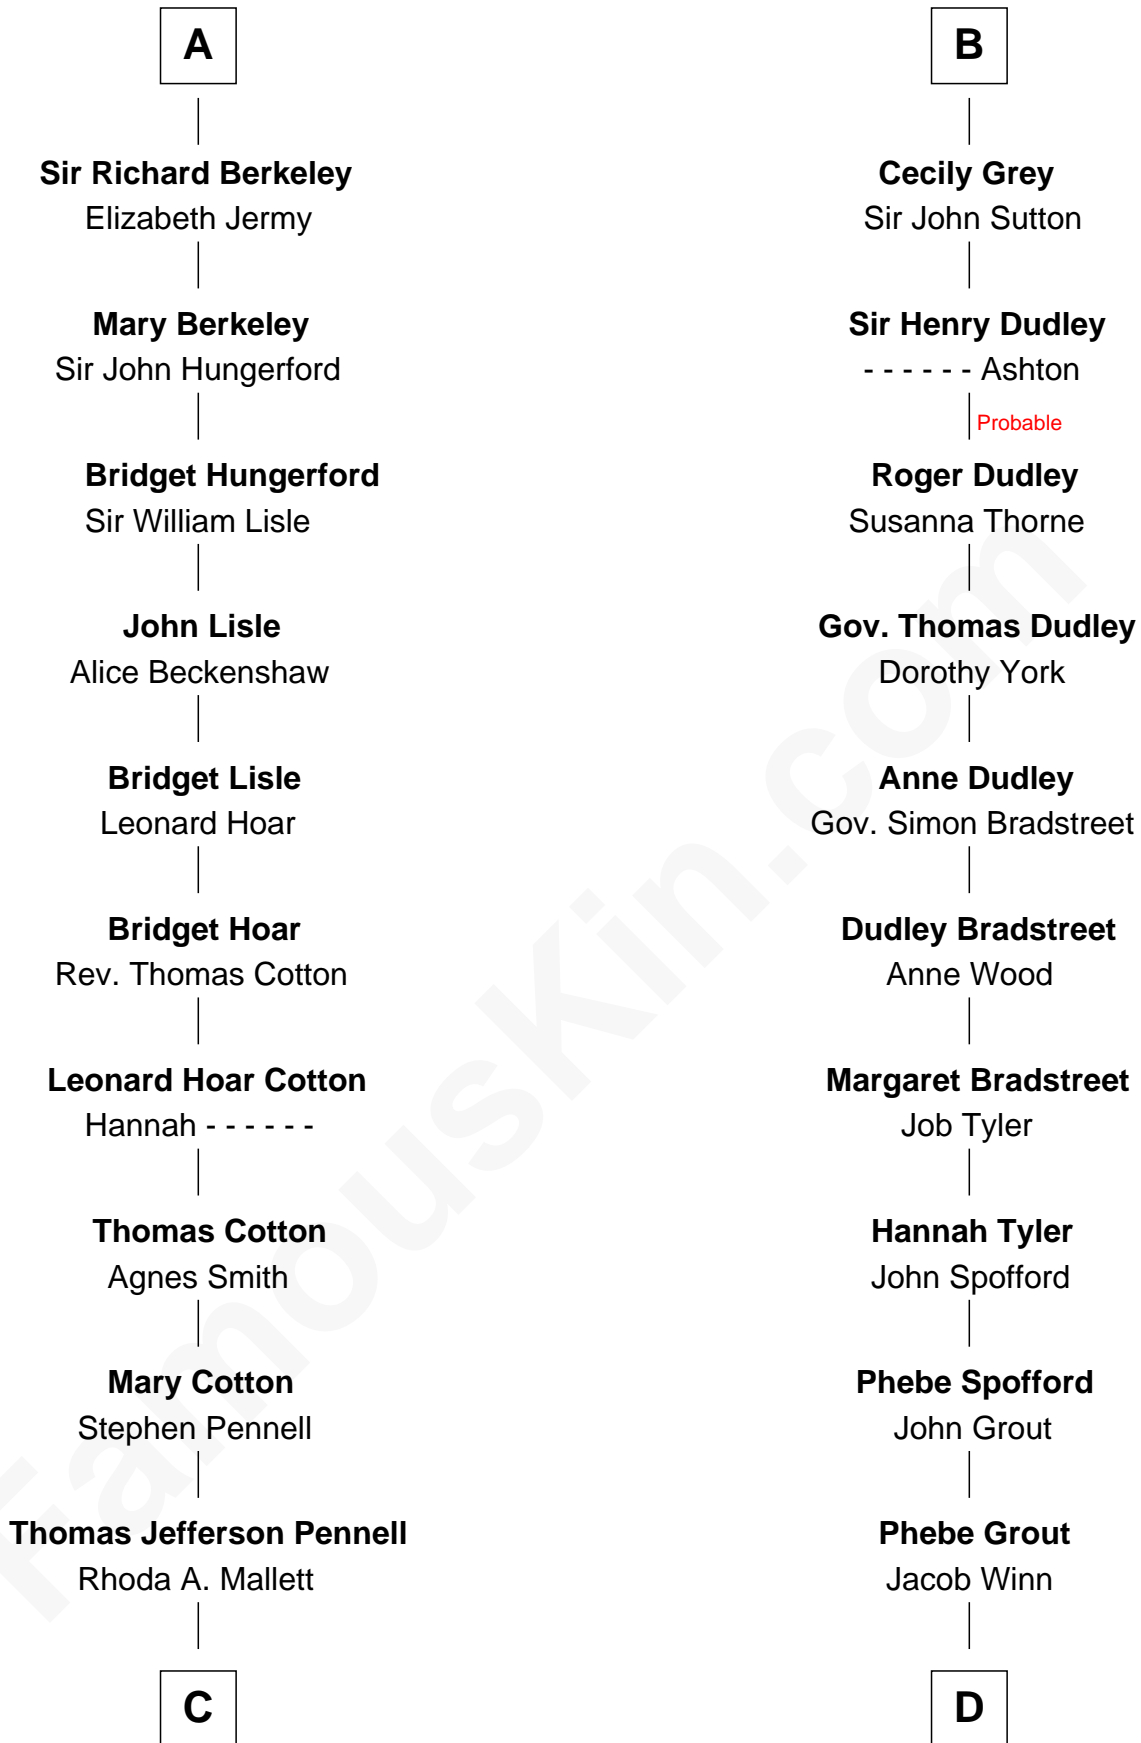 A
Sir Richard Berkeley
Elizabeth Jermy
Mary Berkeley
Sir John Hungerford
Bridget Hungerford
Sir William Lisle
John Lisle
Alice Beckenshaw
Bridget Lisle
Leonard Hoar
Bridget Hoar
Rev. Thomas Cotton
Leonard Hoar Cotton
Hannah - - - - - -
Thomas Cotton
Agnes Smith
Mary Cotton
Stephen Pennell
Thomas Jefferson Pennell
Rhoda A. Mallett
C
B
Cecily Grey
Sir John Sutton
Sir Henry Dudley
- - - - - - Ashton
Probable
Roger Dudley
Susanna Thorne
Gov. Thomas Dudley
Dorothy York
Anne Dudley
Gov. Simon Bradstreet
Dudley Bradstreet
Anne Wood
Margaret Bradstreet
Job Tyler
Hannah Tyler
John Spofford
Phebe Spofford
John Grout
Phebe Grout
Jacob Winn
D
FamousKin.com